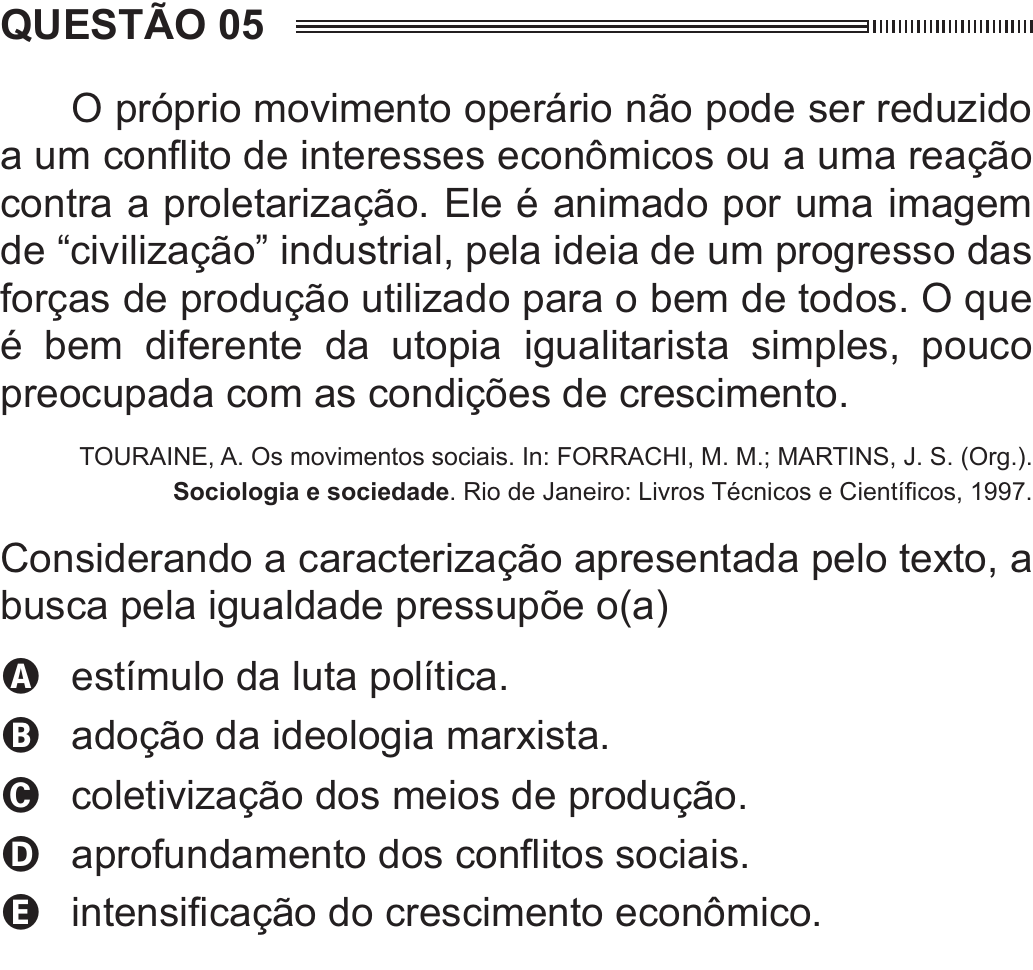 QUESTÃO 05
O próprio movimento operário não pode ser reduzido
a um conflito de interesses econômicos ou a uma reação
contra a proletarização. Ele é animado por uma imagem
de “civilização” industrial, pela ideia de um progresso das
forças de produção utilizado para o bem de todos. O que
é bem diferente da utopia igualitarista simples, pouco
preocupada com as condições de crescimento.
TOURAINE, A. Os movimentos sociais. In: FORRACHI, M. M.; MARTINS, J. S. (Org.).
Sociologia e sociedade. Rio de Janeiro: Livros Técnicos e Científicos, 1997.
Considerando a caracterização apresentada pelo texto, a
busca pela igualdade pressupõe o(a)
A estímulo da luta política.
B adoção da ideologia marxista.
C coletivização dos meios de produção.
D aprofundamento dos conflitos sociais.
E intensificação do crescimento econômico.